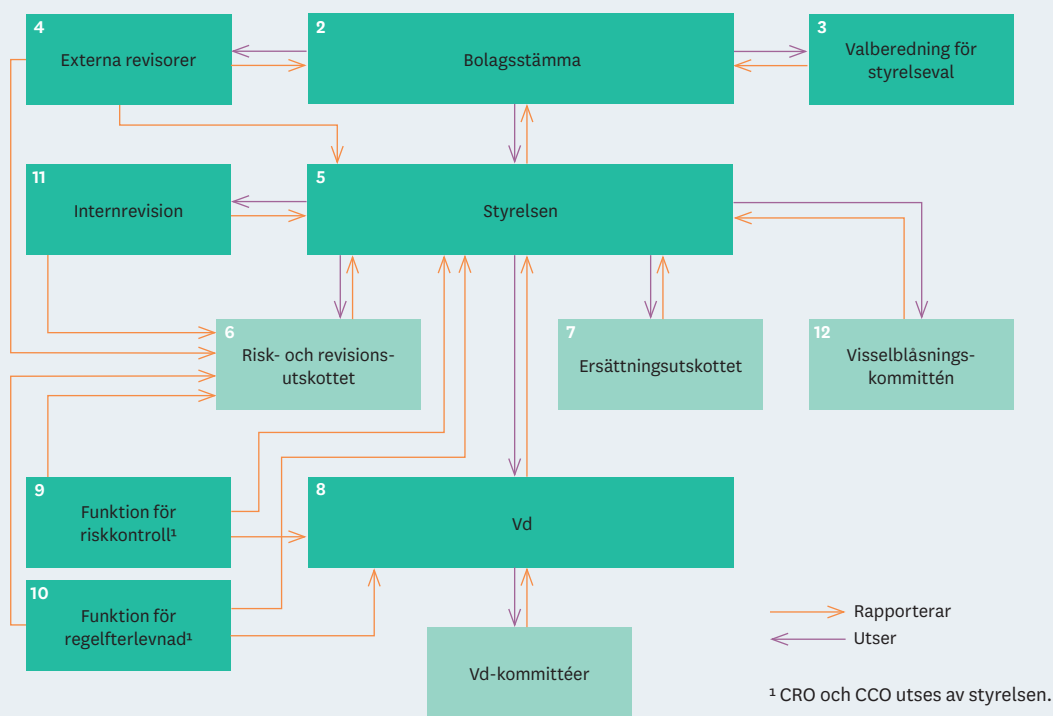 4
Externa revisorer
2
Bolagsstämma
3
Valberedning för
styrelseval
11
Internrevision
5
Styrelsen
6
Risk- och revisions-
utskottet
7
Ersättningsutskottet
12
Visselblåsnings-
kommittén
9
Funktion för
riskkontroll¹
8
Vd
10
Funktion för
regelfterlevnad¹
Vd-kommittéer
Rapporterar
Utser
¹ CRO och CCO utses av styrelsen.